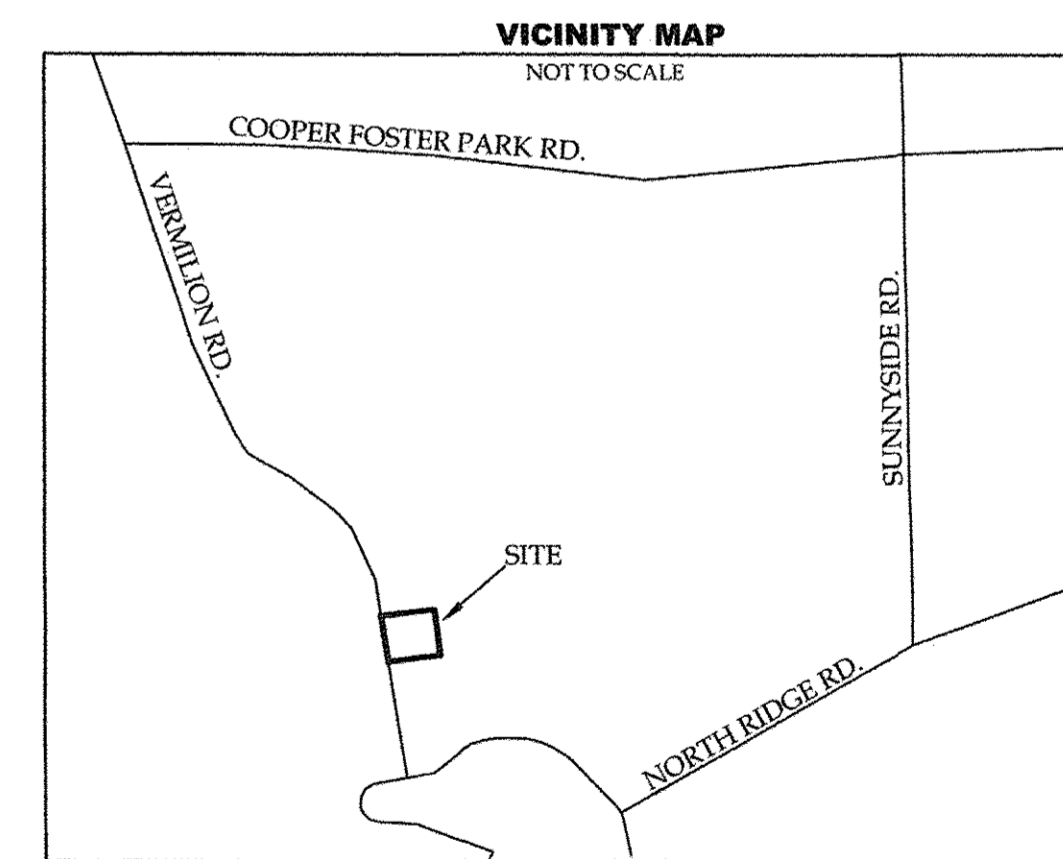 VICINITY MAP
NOT TO SCALE
COOPER FOSTER PARK RD.
VERMILION RD.
SUNNYSIDE RD.
SITE
NORTH RIDGE RD.